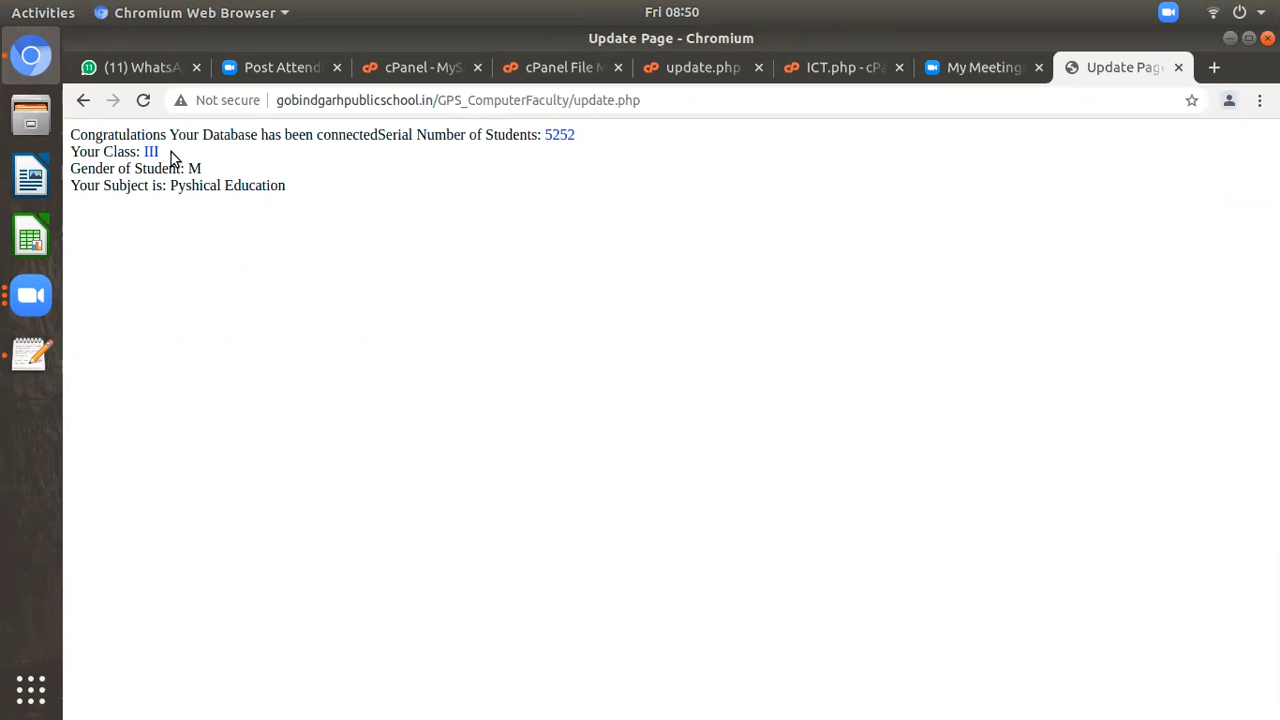 Activities
Chromium Web Browser
Fri 08:50
Update Page - Chromium
(11) WhatsA
Post Attend
cPanel - MyS
cPanel File M
update.php
ICT.php - cPa
My Meetings
Update Pag
Not secure
gobindgarhpublicschool.in/GPS_ComputerFaculty/update.php
Congratulations Your Database has been connectedSerial Number of Students: 5252
Your Class: III
Gender of Student: M
Your Subject is: Pyshical Education